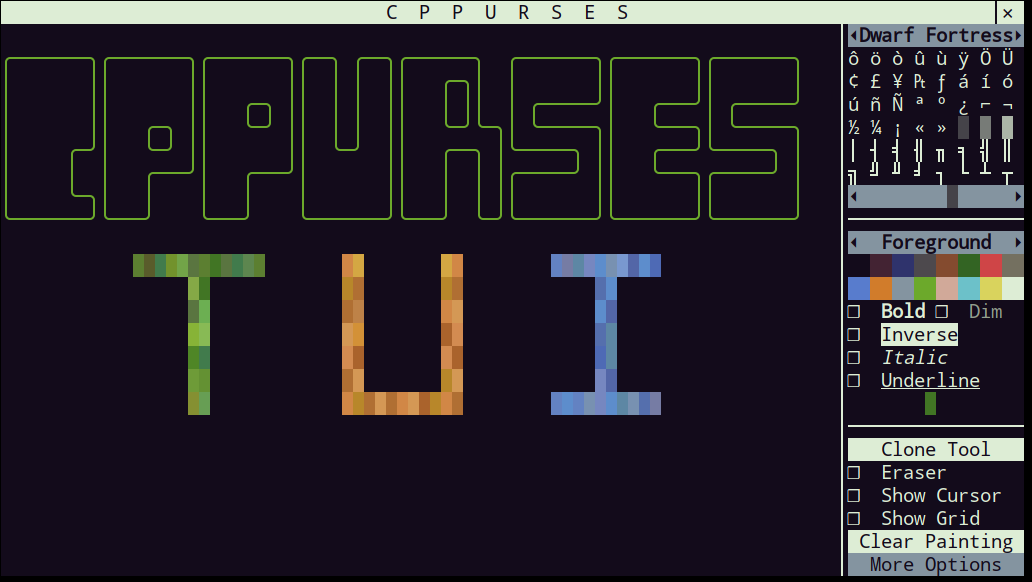 C P P U R S E S ×
CPPURSES
TUI
Dwarf Fortress
ô ö ò û ù ÿ Ö Ü
¢ £ ¥ ₧ ƒ á í ó
ú ñ Ñ ª º ¿ ⌐ ¬
½ ¼ ¡ « »
Foreground
Bold Dim
Inverse
Italic
Underline
Clone Tool
Eraser
Show Cursor
Show Grid
Clear Painting
More Options